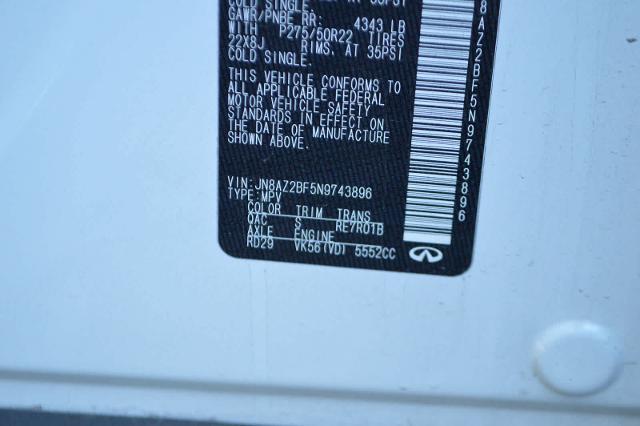 COLD SINGLE.
GAWR/PNBE RR: 4343 LB
WITH P275/50R22 TIRES
22X8J RIMS, AT 35PSI
COLD SINGLE.
THIS VEHICLE CONFORMS TO
ALL APPLICABLE FEDERAL
MOTOR VEHICLE SAFETY
STANDARDS IN EFFECT ON
THE DATE OF MANUFACTURE
SHOWN ABOVE.
VIN:JN8AZ2BF5N9743896
TYPE:MPV
COLOR TRIM TRANS
QAC S RE7R01B
AXLE ENGINE
RD29 VK56(VD) 5552CC
8AZ2BF5N9743896